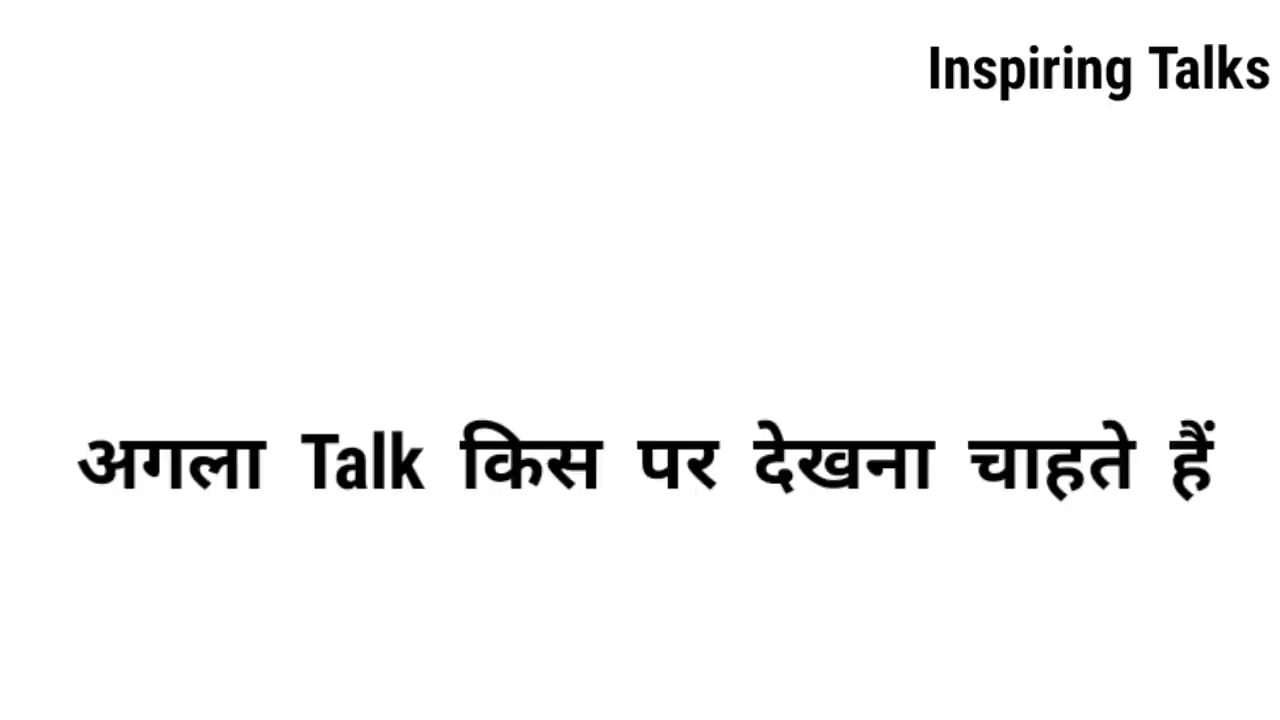 Inspiring Talks
अगला Talk किस पर देखना चाहते हैं